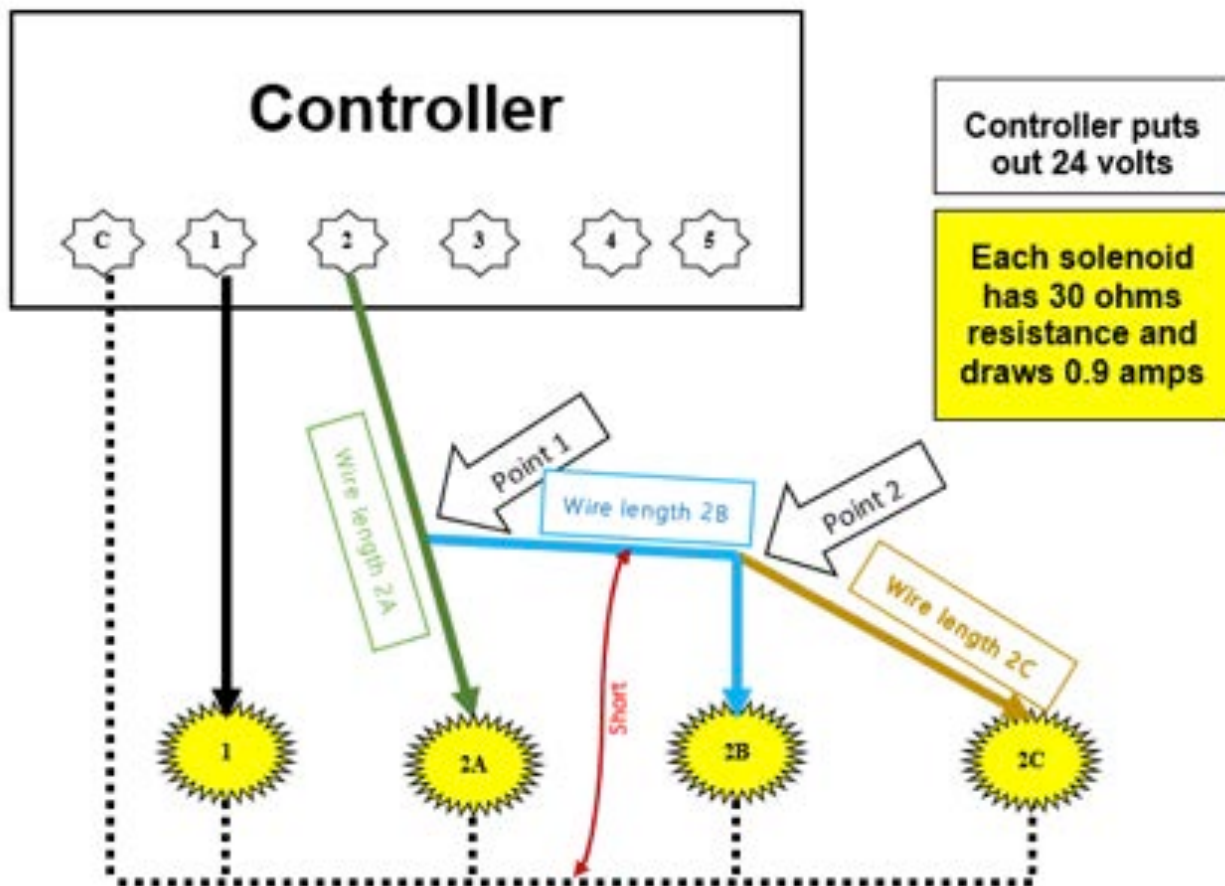 Controller
C
1
2
3
4
5
Controller puts
out 24 volts
Each solenoid
has 30 ohms
resistance and
draws 0.9 amps
Point 1
Wire length 2B
Point 2
Wire length 2A
Wire length 2C
Short
1
2A
2B
2C